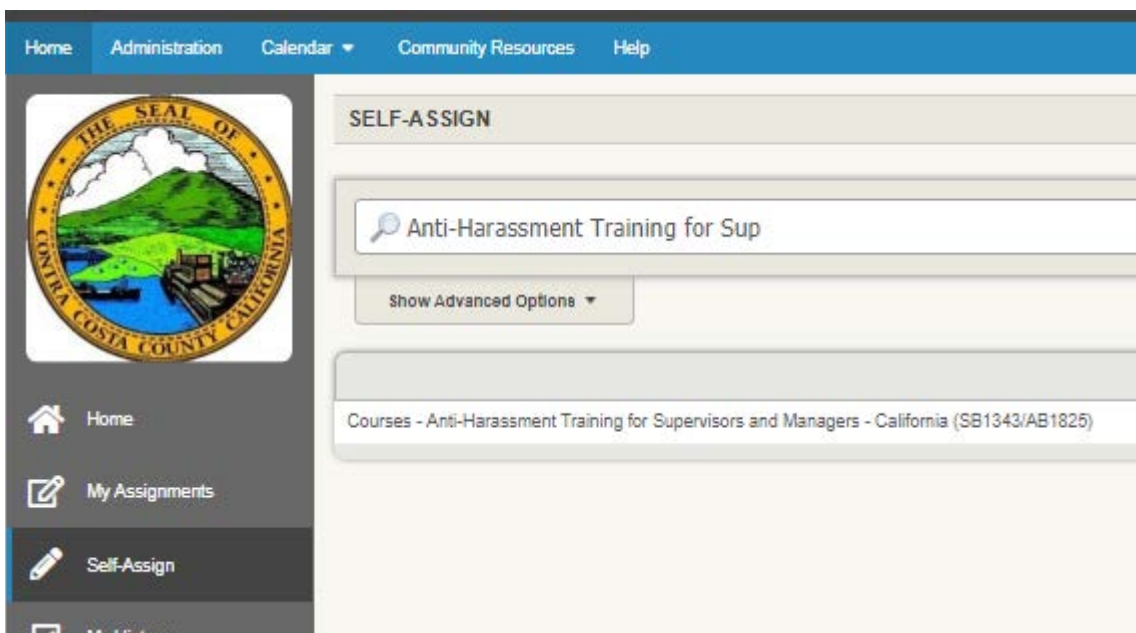 Home Administration Calendar Community Resources Help
THE SEAL OF
CONTRA COSTA COUNTY CALIFORNIA
SELF-ASSIGN
Anti-Harassment Training for Sup
Show Advanced Options
Courses - Anti-Harassment Training for Supervisors and Managers - California (SB1343/AB1825)
Home
My Assignments
Self-Assign